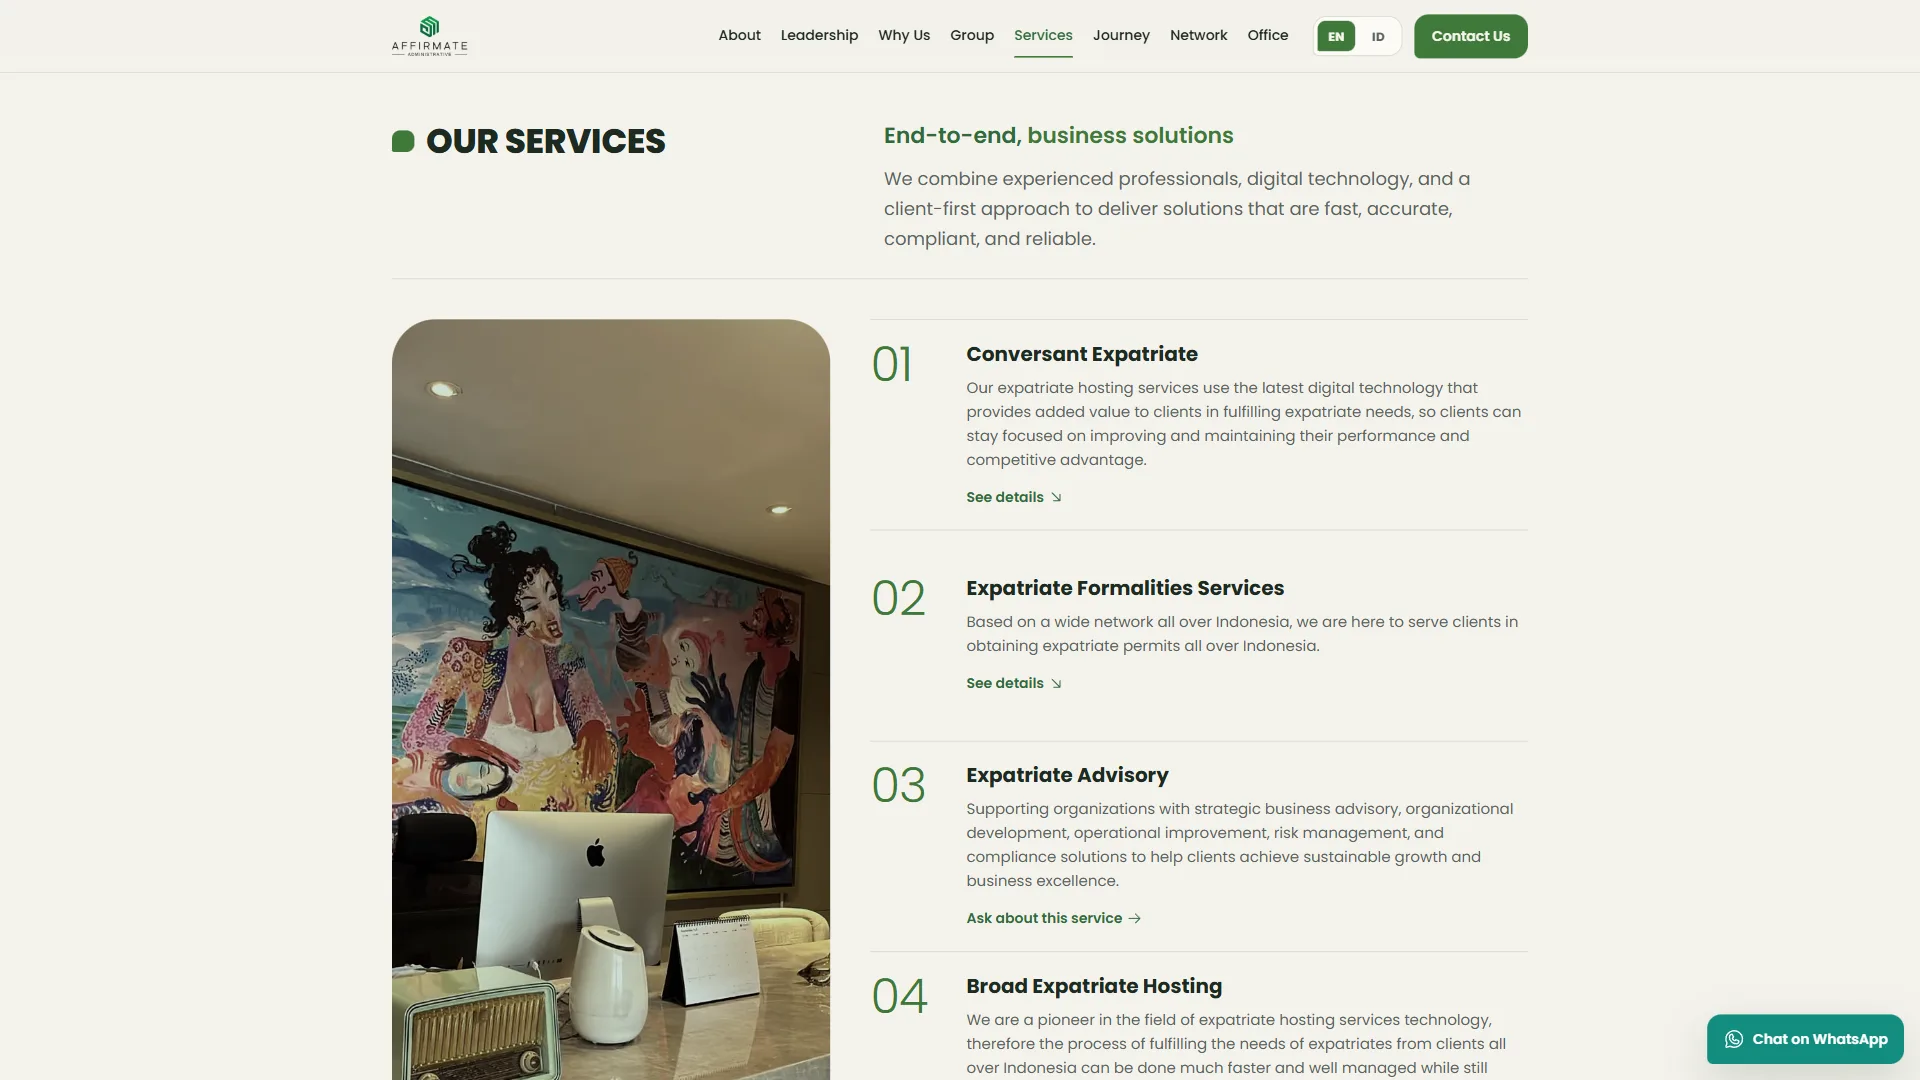 AFFIRMATE
ADMINISTRATIVE
About
Leadership
Why Us
Group
Services
Journey
Network
Office
EN
ID
Contact Us
OUR SERVICES
End-to-end, business solutions
We combine experienced professionals, digital technology, and a
client-first approach to deliver solutions that are fast, accurate,
compliant, and reliable.
01
Conversant Expatriate
Our expatriate hosting services use the latest digital technology that
provides added value to clients in fulfilling expatriate needs, so clients can
stay focused on improving and maintaining their performance and
competitive advantage.
See details
02
Expatriate Formalities Services
Based on a wide network all over Indonesia, we are here to serve clients in
obtaining expatriate permits all over Indonesia.
See details
03
Expatriate Advisory
Supporting organizations with strategic business advisory, organizational
development, operational improvement, risk management, and
compliance solutions to help clients achieve sustainable growth and
business excellence.
Ask about this service
04
Broad Expatriate Hosting
We are a pioneer in the field of expatriate hosting services technology,
therefore the process of fulfilling the needs of expatriates from clients all
over Indonesia can be done much faster and well managed while still
Chat on WhatsApp